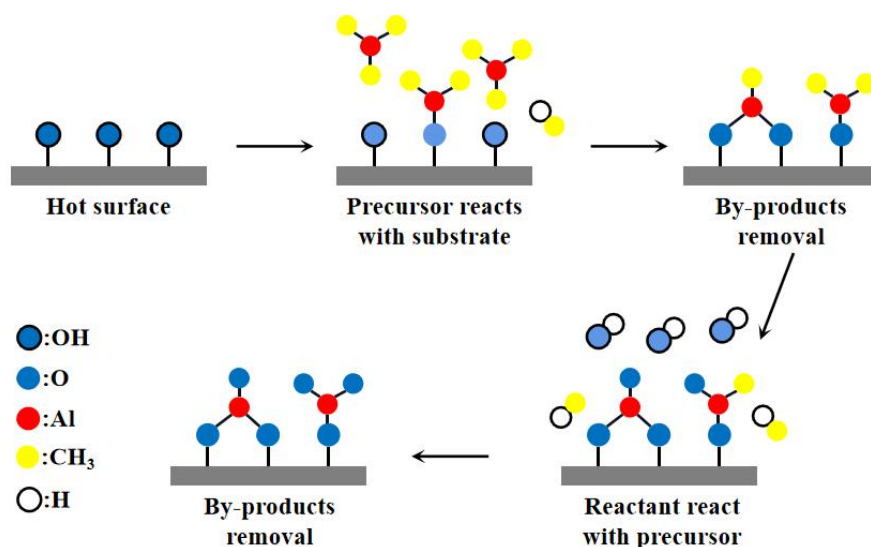 Hot surface
Precursor reacts
with substrate
By-products
removal
:OH
:O
:Al
:CH₃
:H
By-products
removal
Reactant react
with precursor